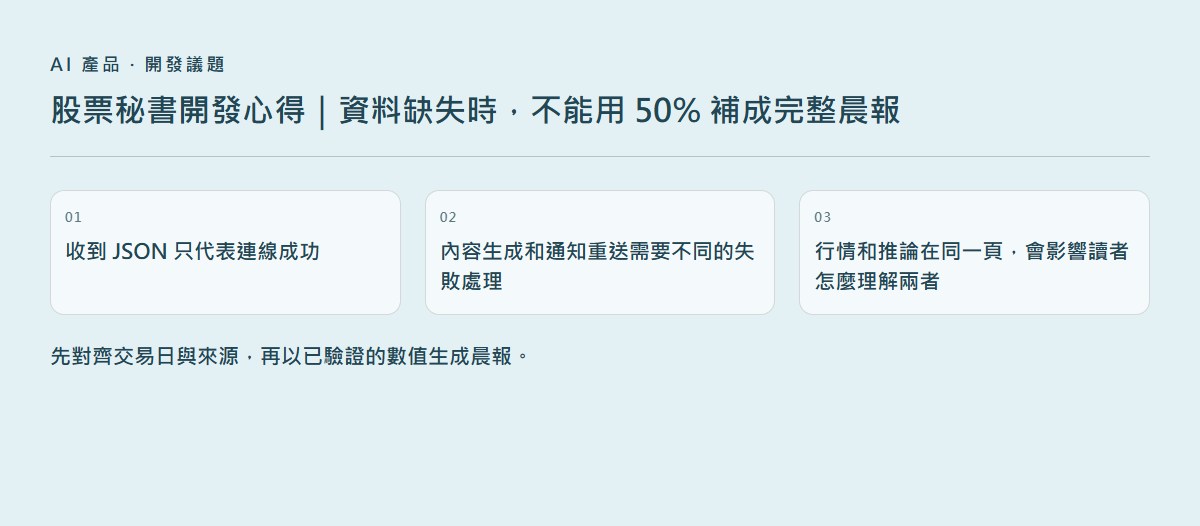 AI 產品 · 開發議題
股票秘書開發心得｜資料缺失時，不能用 50% 補成完整晨報
01
收到 JSON 只代表連線成功
02
內容生成和通知重送需要不同的失
敗處理
03
行情和推論在同一頁，會影響讀者
怎麼理解兩者
先對齊交易日與來源，再以已驗證的數值生成晨報。